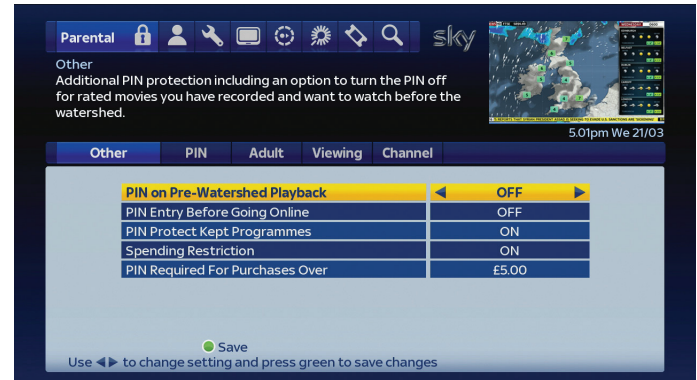 Parental
sky
Other
Additional PIN protection including an option to turn the PIN off
for rated movies you have recorded and want to watch before the
watershed.
5.01pm We 21/03
Other PIN Adult Viewing Channel
PIN on Pre-Watershed Playback OFF
PIN Entry Before Going Online OFF
PIN Protect Kept Programmes ON
Spending Restriction ON
PIN Required For Purchases Over £5.00
Save
Use ◀▶ to change setting and press green to save changes